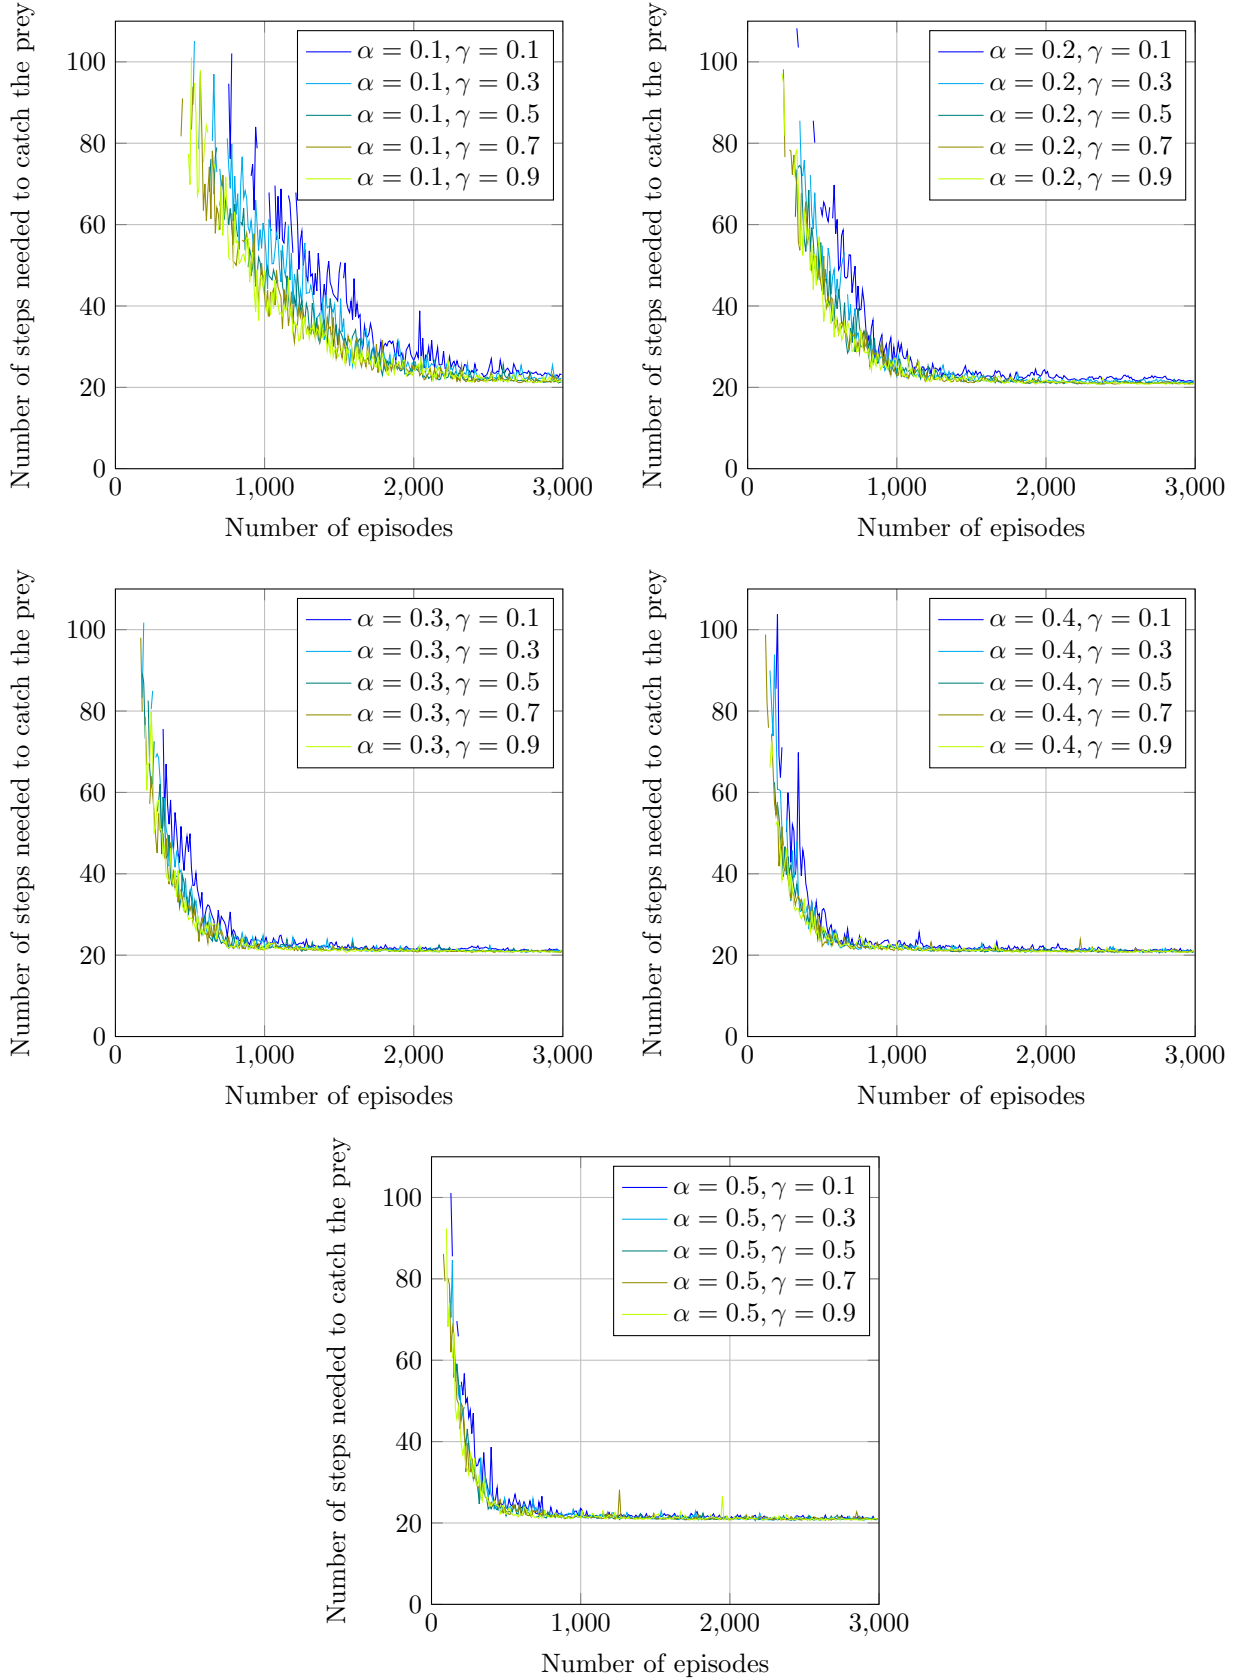 Number of steps needed to catch the prey
100
80
60
40
20
0
0 1,000 2,000 3,000
Number of episodes
α = 0.1, γ = 0.1
α = 0.1, γ = 0.3
α = 0.1, γ = 0.5
α = 0.1, γ = 0.7
α = 0.1, γ = 0.9
Number of steps needed to catch the prey
100
80
60
40
20
0
0 1,000 2,000 3,000
Number of episodes
α = 0.2, γ = 0.1
α = 0.2, γ = 0.3
α = 0.2, γ = 0.5
α = 0.2, γ = 0.7
α = 0.2, γ = 0.9
Number of steps needed to catch the prey
100
80
60
40
20
0
0 1,000 2,000 3,000
Number of episodes
α = 0.3, γ = 0.1
α = 0.3, γ = 0.3
α = 0.3, γ = 0.5
α = 0.3, γ = 0.7
α = 0.3, γ = 0.9
Number of steps needed to catch the prey
100
80
60
40
20
0
0 1,000 2,000 3,000
Number of episodes
α = 0.4, γ = 0.1
α = 0.4, γ = 0.3
α = 0.4, γ = 0.5
α = 0.4, γ = 0.7
α = 0.4, γ = 0.9
Number of steps needed to catch the prey
100
80
60
40
20
0
0 1,000 2,000 3,000
Number of episodes
α = 0.5, γ = 0.1
α = 0.5, γ = 0.3
α = 0.5, γ = 0.5
α = 0.5, γ = 0.7
α = 0.5, γ = 0.9